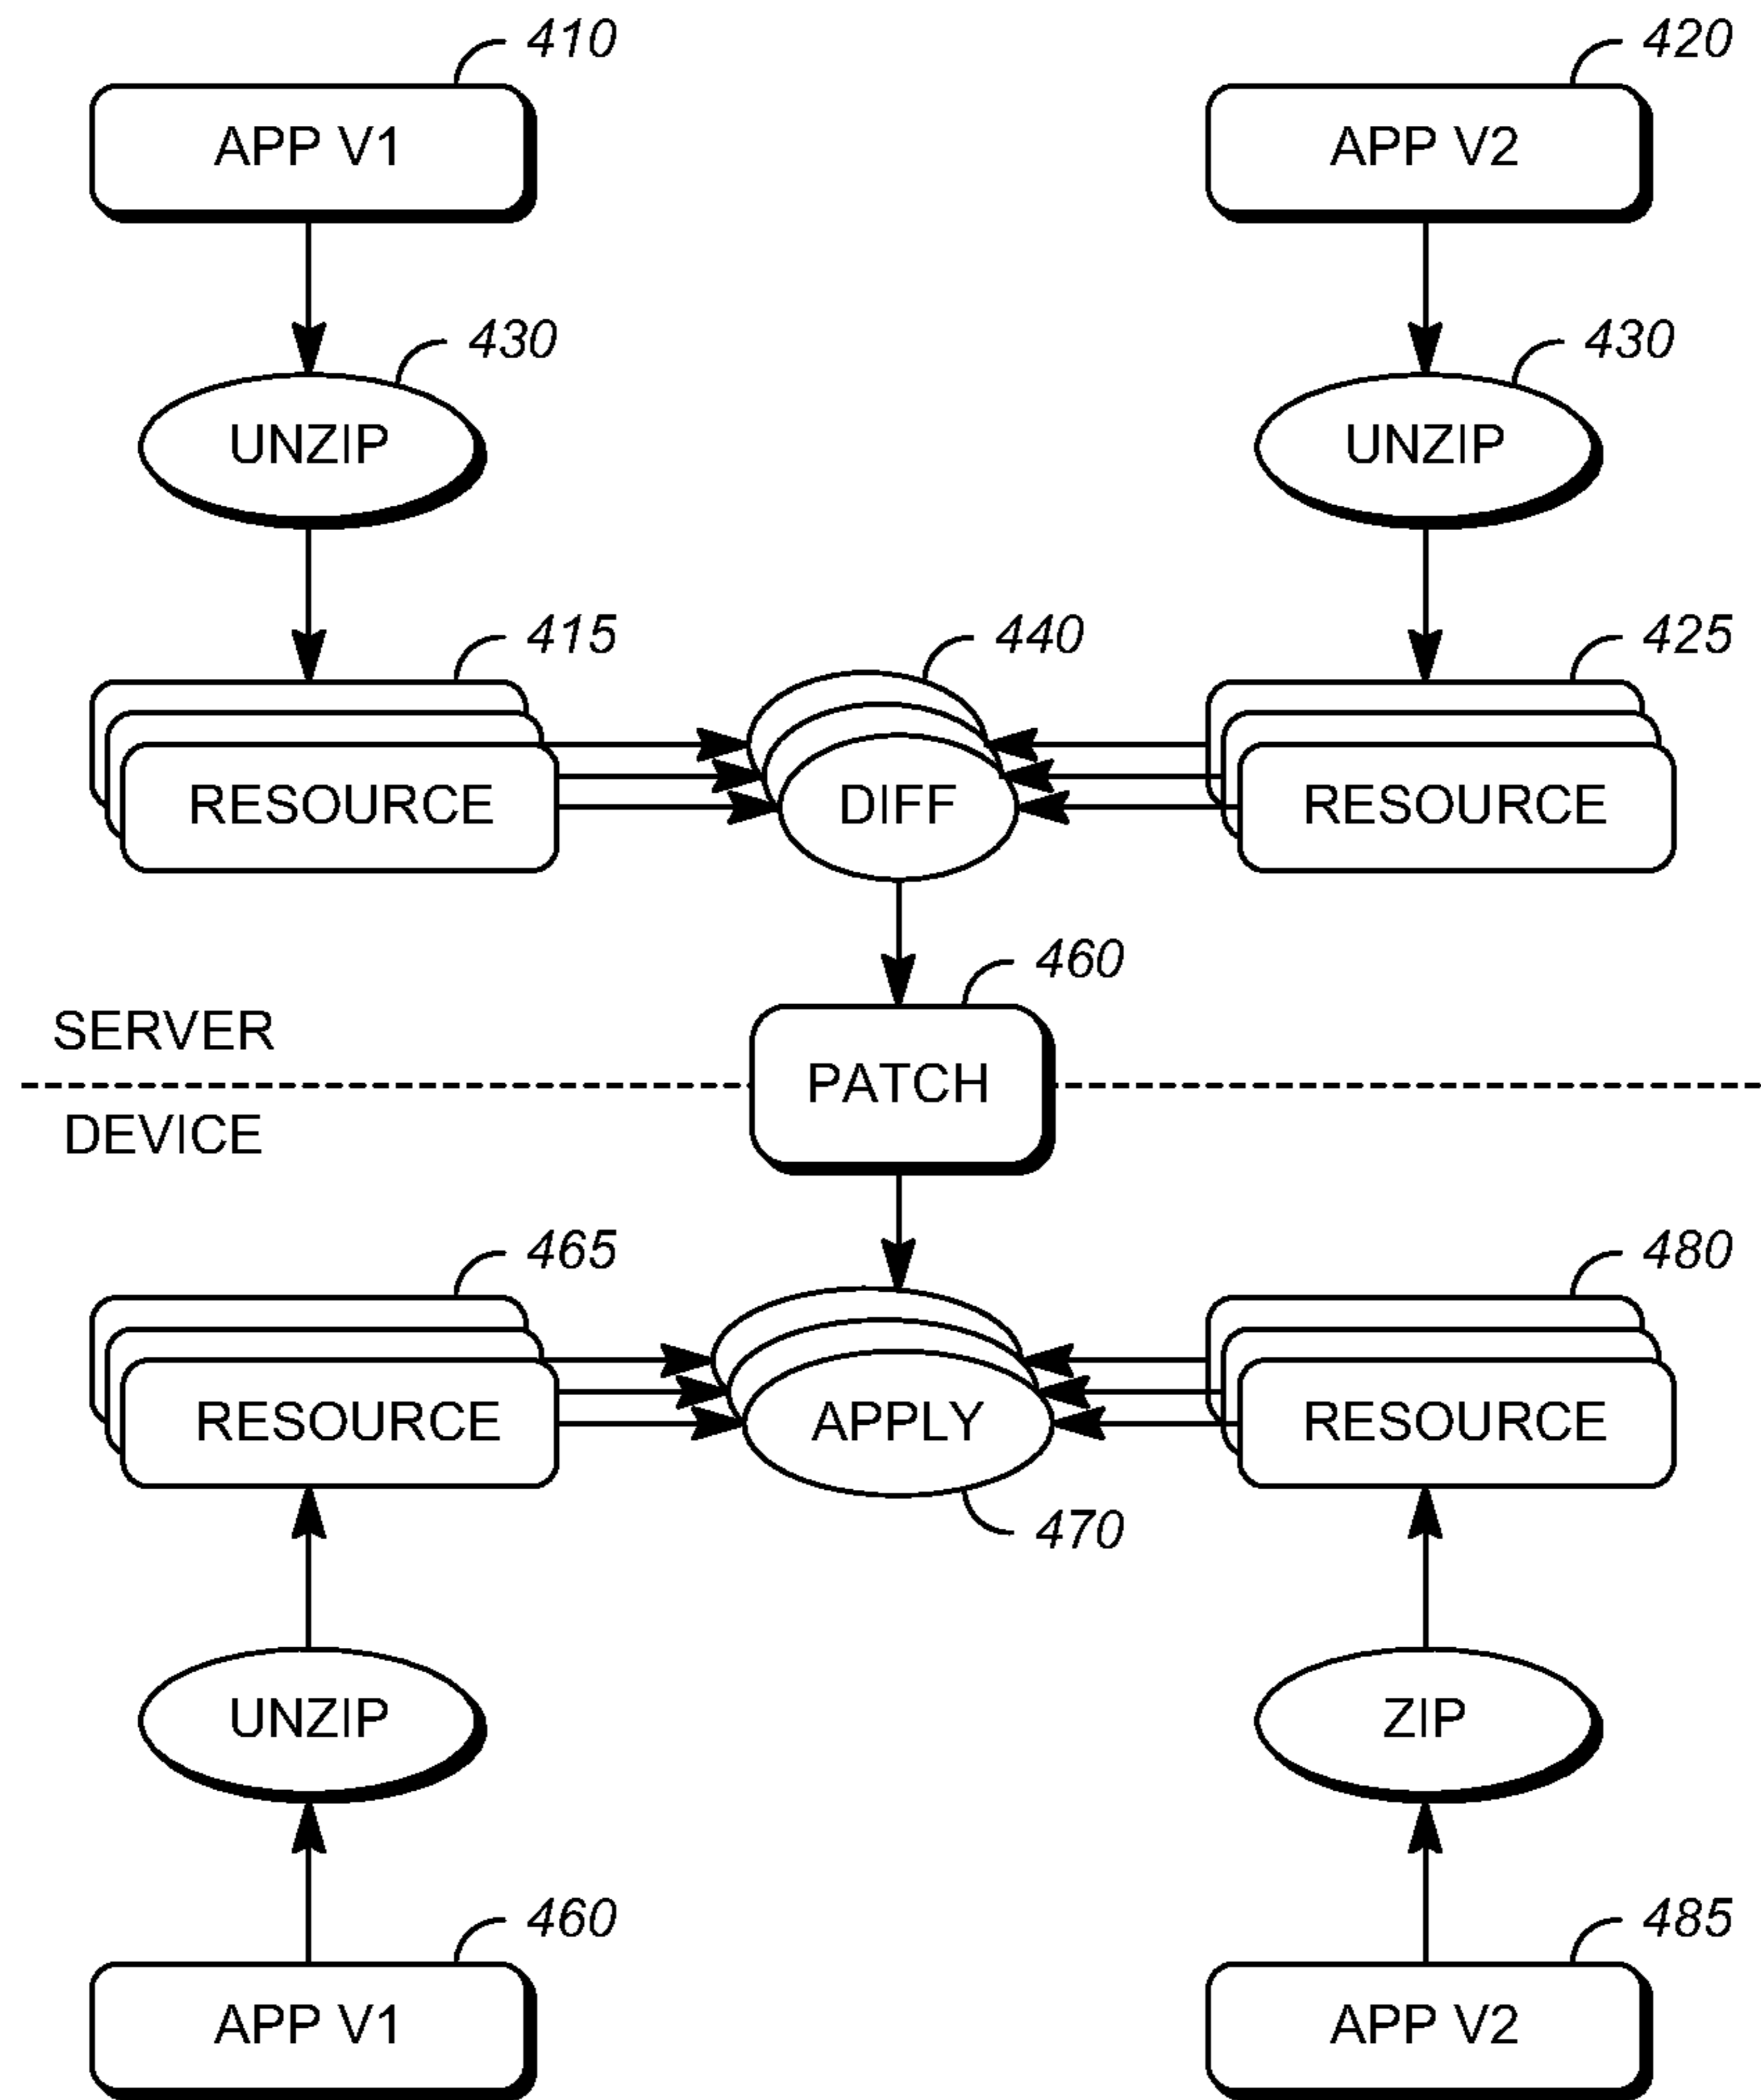 410
420
APP V1
APP V2
430
430
UNZIP
UNZIP
415
440
425
RESOURCE
DIFF
RESOURCE
460
SERVER
PATCH
DEVICE
465
480
RESOURCE
APPLY
RESOURCE
470
UNZIP
ZIP
460
485
APP V1
APP V2